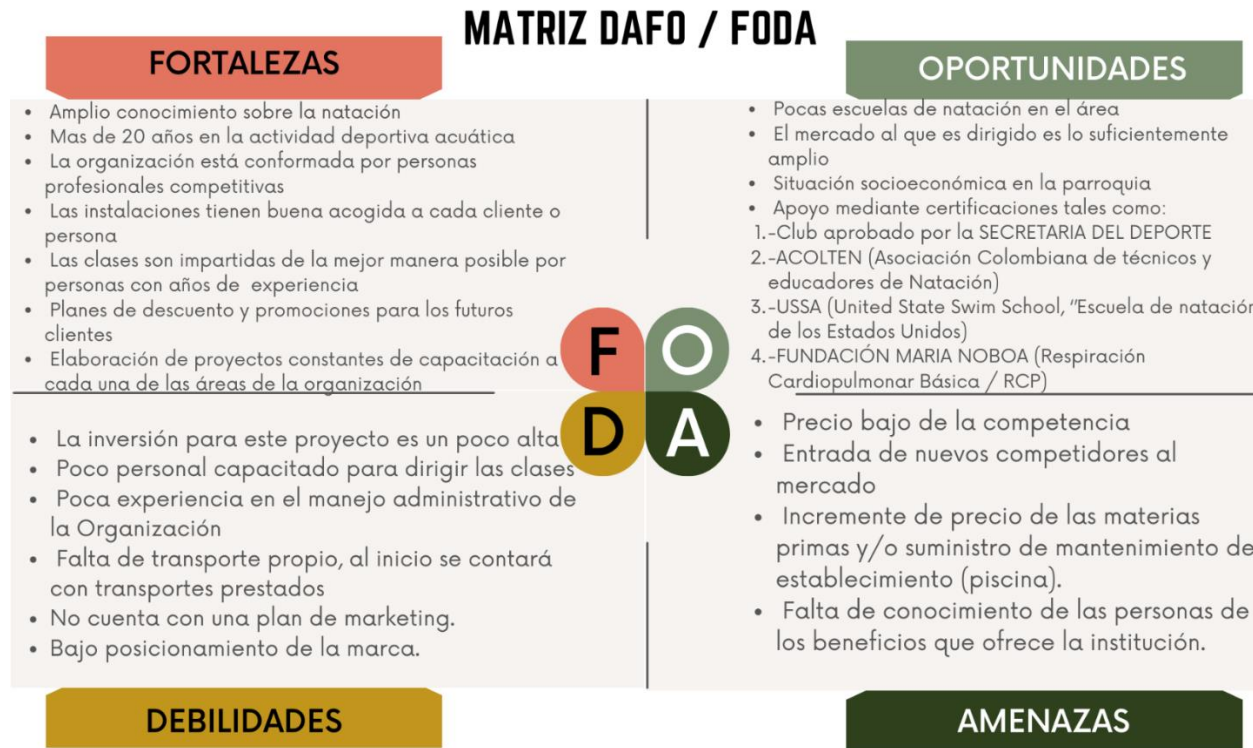 MATRIZ DAFO / FODA
FORTALEZAS
• Amplio conocimiento sobre la natación
• Mas de 20 años en la actividad deportiva acuática
• La organización está conformada por personas
profesionales competitivas
• Las instalaciones tienen buena acogida a cada cliente o
persona
• Las clases son impartidas de la mejor manera posible por
personas con años de experiencia
• Planes de descuento y promociones para los futuros
clientes
• Elaboración de proyectos constantes de capacitación a
cada una de las áreas de la organización
OPORTUNIDADES
• Pocas escuelas de natación en el área
• El mercado al que es dirigido es lo suficientemente
amplio
• Situación socioeconómica en la parroquia
• Apoyo mediante certificaciones tales como:
1.-Club aprobado por la SECRETARIA DEL DEPORTE
2.-ACOLTEN (Asociación Colombiana de técnicos y
educadores de Natación)
3.-USSA (United State Swim School, "Escuela de natación
de los Estados Unidos)
4.-FUNDACIÓN MARIA NOBOA (Respiración
Cardiopulmonar Básica / RCP)
F O
D A
• La inversión para este proyecto es un poco alta
• Poco personal capacitado para dirigir las clases
• Poca experiencia en el manejo administrativo de
la Organización
• Falta de transporte propio, al inicio se contará
con transportes prestados
• No cuenta con una plan de marketing.
• Bajo posicionamiento de la marca.
DEBILIDADES
• Precio bajo de la competencia
• Entrada de nuevos competidores al
mercado
• Incremente de precio de las materias
primas y/o suministro de mantenimiento de
establecimiento (piscina).
• Falta de conocimiento de las personas de
los beneficios que ofrece la institución.
AMENAZAS